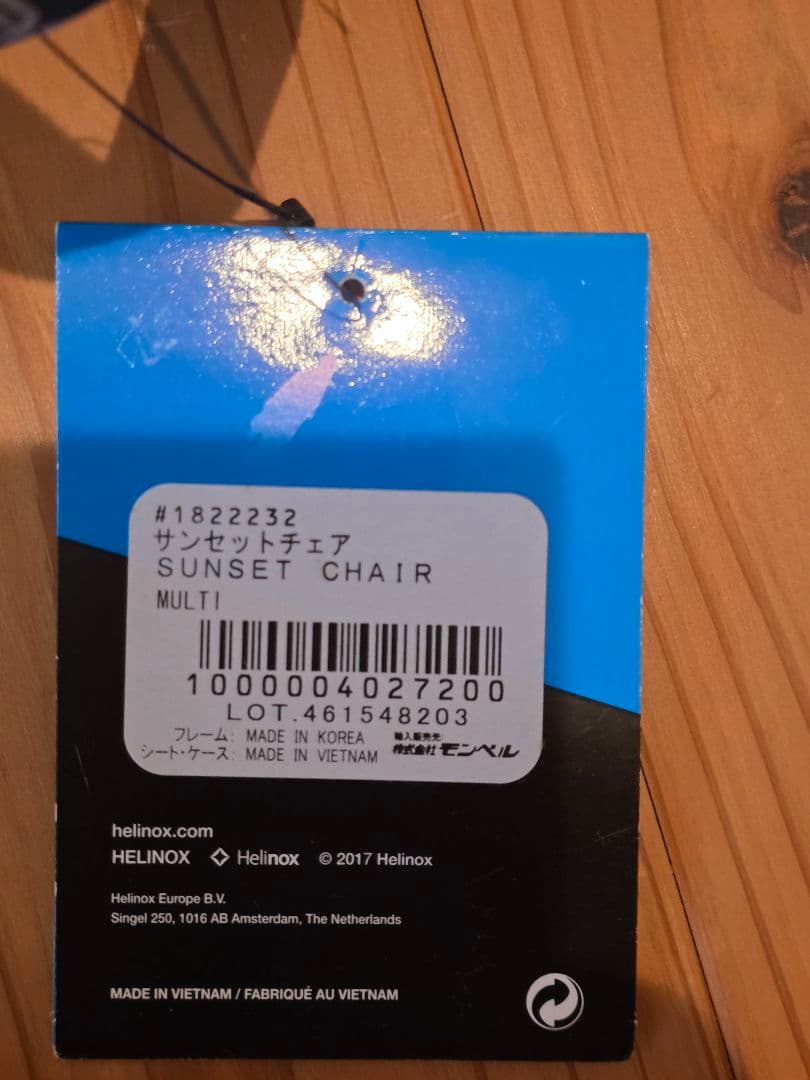 #1822232
サンセットチェア
SUNSET CHAIR
MULTI
1000004027200
LOT.461548203
フレーム: MADE IN KOREA
シート・ケース: MADE IN VIETNAM
輸入販売元:
株式会社 モンベル
helinox.com
HELINOX Helinox © 2017 Helinox
Helinox Europe B.V.
Singel 250, 1016 AB Amsterdam, The Netherlands
MADE IN VIETNAM / FABRIQUÉ AU VIETNAM